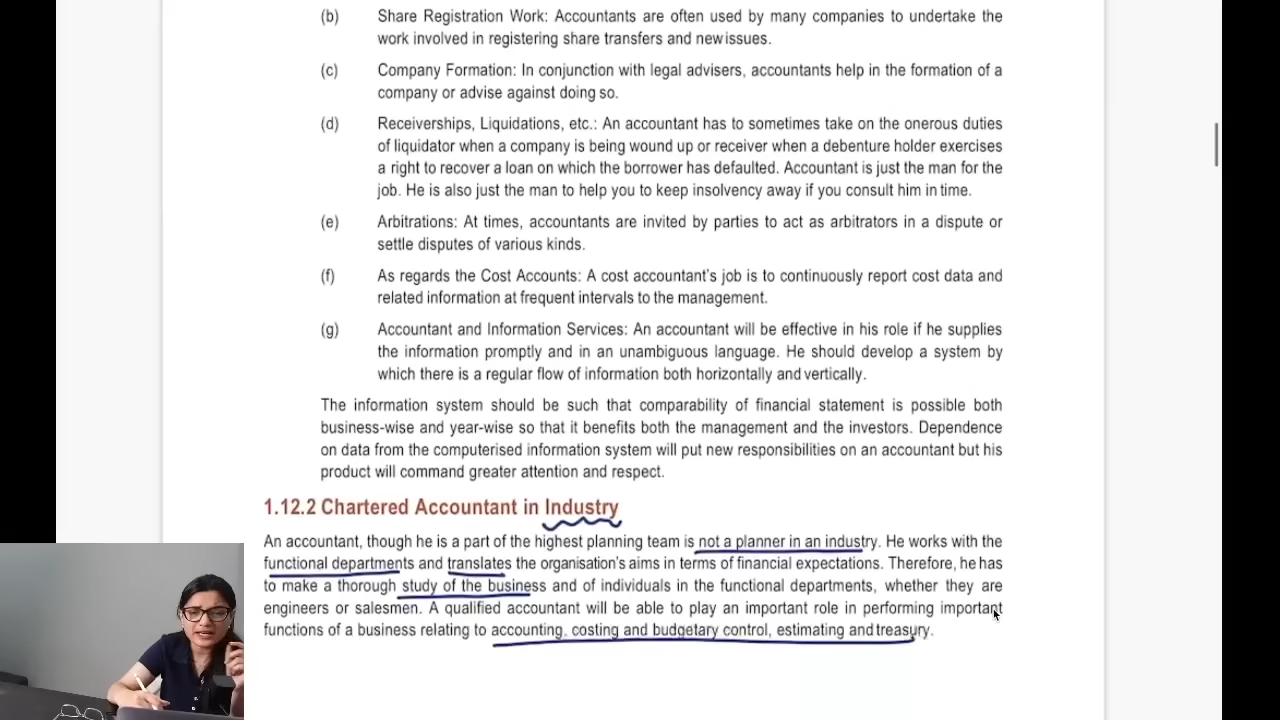 (b) Share Registration Work: Accountants are often used by many companies to undertake the
work involved in registering share transfers and newissues.
(c) Company Formation: In conjunction with legal advisers, accountants help in the formation of a
company or advise against doing so.
(d) Receiverships, Liquidations, etc.: An accountant has to sometimes take on the onerous duties
of liquidator when a company is being wound up or receiver when a debenture holder exercises
a right to recover a loan on which the borrower has defaulted. Accountant is just the man for the
job. He is also just the man to help you to keep insolvency away if you consult him in time.
(e) Arbitrations: At times, accountants are invited by parties to act as arbitrators in a dispute or
settle disputes of various kinds.
(f) As regards the Cost Accounts: A cost accountant's job is to continuously report cost data and
related information at frequent intervals to the management.
(g) Accountant and Information Services: An accountant will be effective in his role if he supplies
the information promptly and in an unambiguous language. He should develop a system by
which there is a regular flow of information both horizontally and vertically.
The information system should be such that comparability of financial statement is possible both
business-wise and year-wise so that it benefits both the management and the investors. Dependence
on data from the computerised information system will put new responsibilities on an accountant but his
product will command greater attention and respect.
1.12.2 Chartered Accountant in Industry
An accountant, though he is a part of the highest planning team is not a planner in an industry. He works with the
functional departments and translates the organisation's aims in terms of financial expectations. Therefore, he has
to make a thorough study of the business and of individuals in the functional departments, whether they are
engineers or salesmen. A qualified accountant will be able to play an important role in performing important
functions of a business relating to accounting, costing and budgetary control, estimating and treasury.